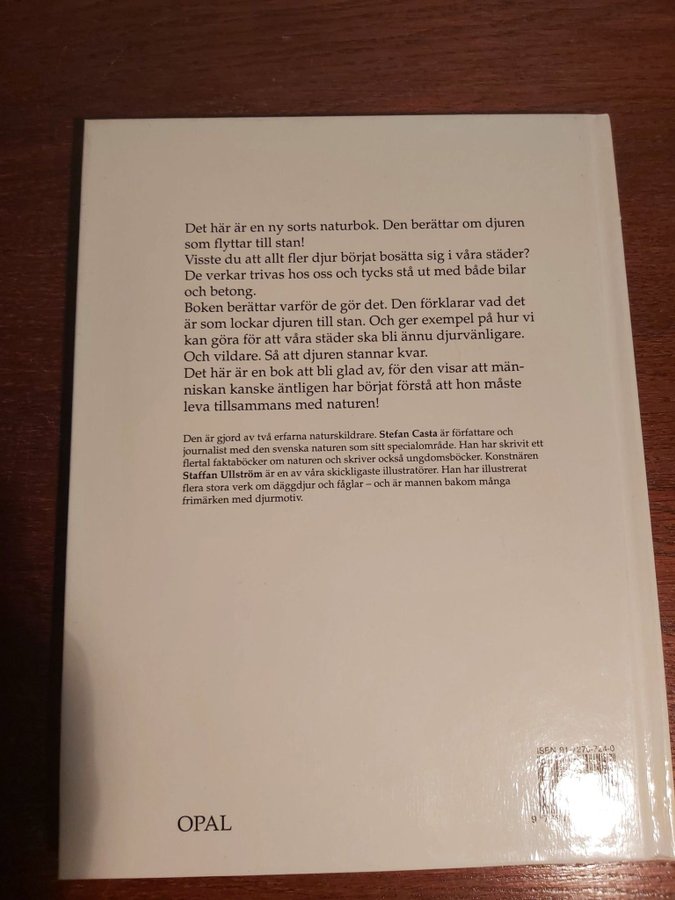 Det här är en ny sorts naturbok. Den berättar om djuren
som flyttar till stan!
Visste du att allt fler djur börjat bosätta sig i våra städer?
De verkar trivas hos oss och tycks stå ut med både bilar
och betong.
Boken berättar varför de gör det. Den förklarar vad det
är som lockar djuren till stan. Och ger exempel på hur vi
kan göra för att våra städer ska bli ännu djurvänligare.
Och vildare. Så att djuren stannar kvar.
Det här är en bok att bli glad av, för den visar att män-
niskan kanske äntligen har börjat förstå att hon måste
leva tillsammans med naturen!
Den är gjord av två erfarna naturskildrare. Stefan Casta är författare och
journalist med den svenska naturen som sitt specialområde. Han har skrivit ett
flertal faktaböcker om naturen och skriver också ungdomsböcker. Konstnären
Staffan Ullström är en av våra skickligaste illustratörer. Han har illustrerat
flera stora verk om däggdjur och fåglar – och är mannen bakom många
frimärken med djurmotiv.
ISBN
OPAL